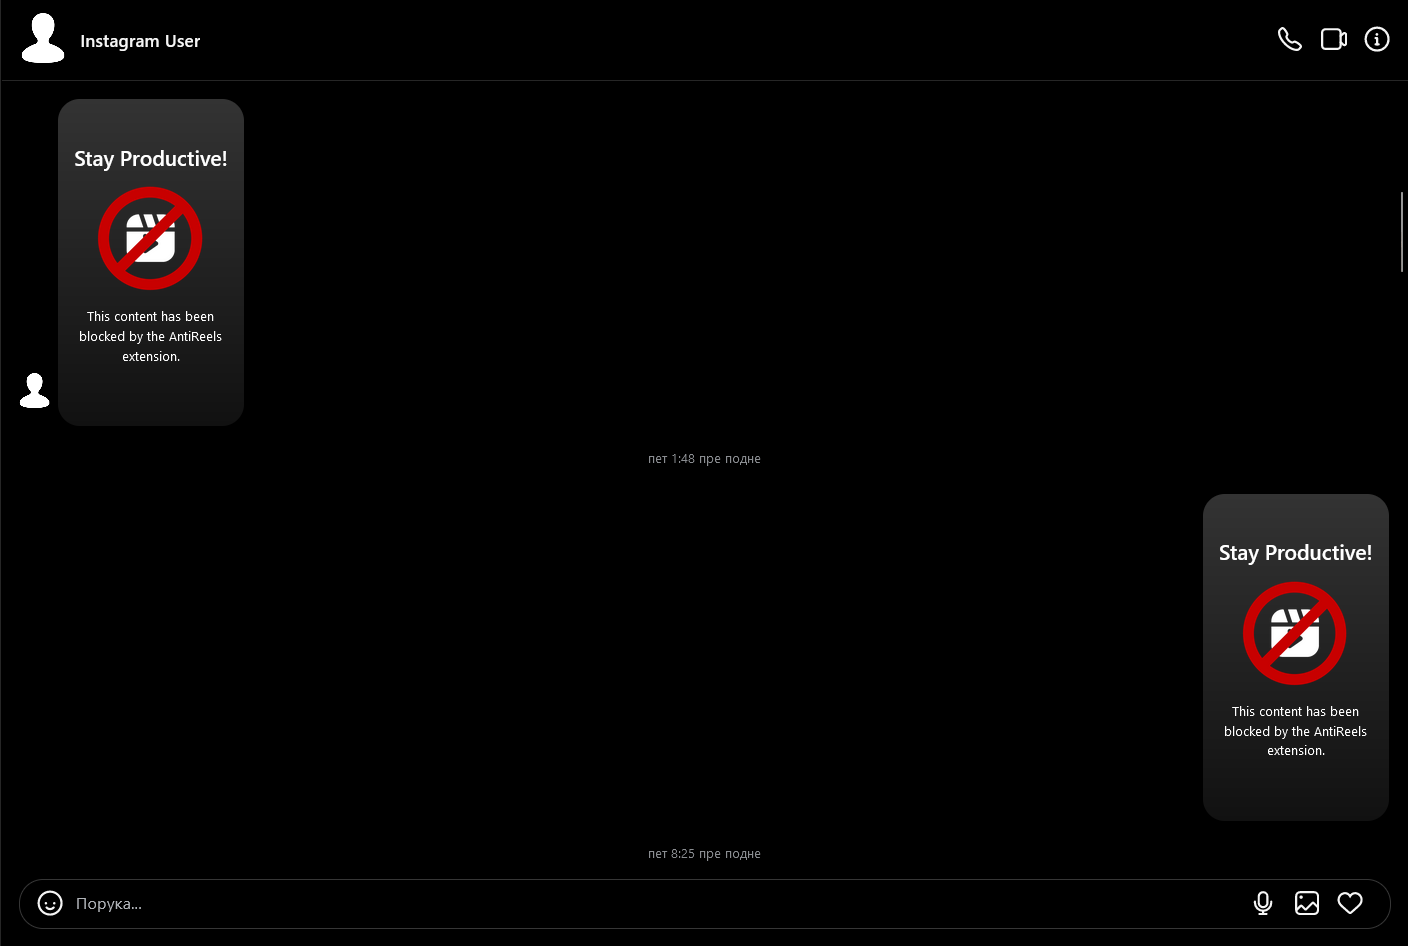 Instagram User
Stay Productive!
This content has been
blocked by the AntiReels
extension.
пет 1:48 пре подне
Stay Productive!
This content has been
blocked by the AntiReels
extension.
пет 8:25 пре подне
Порука...